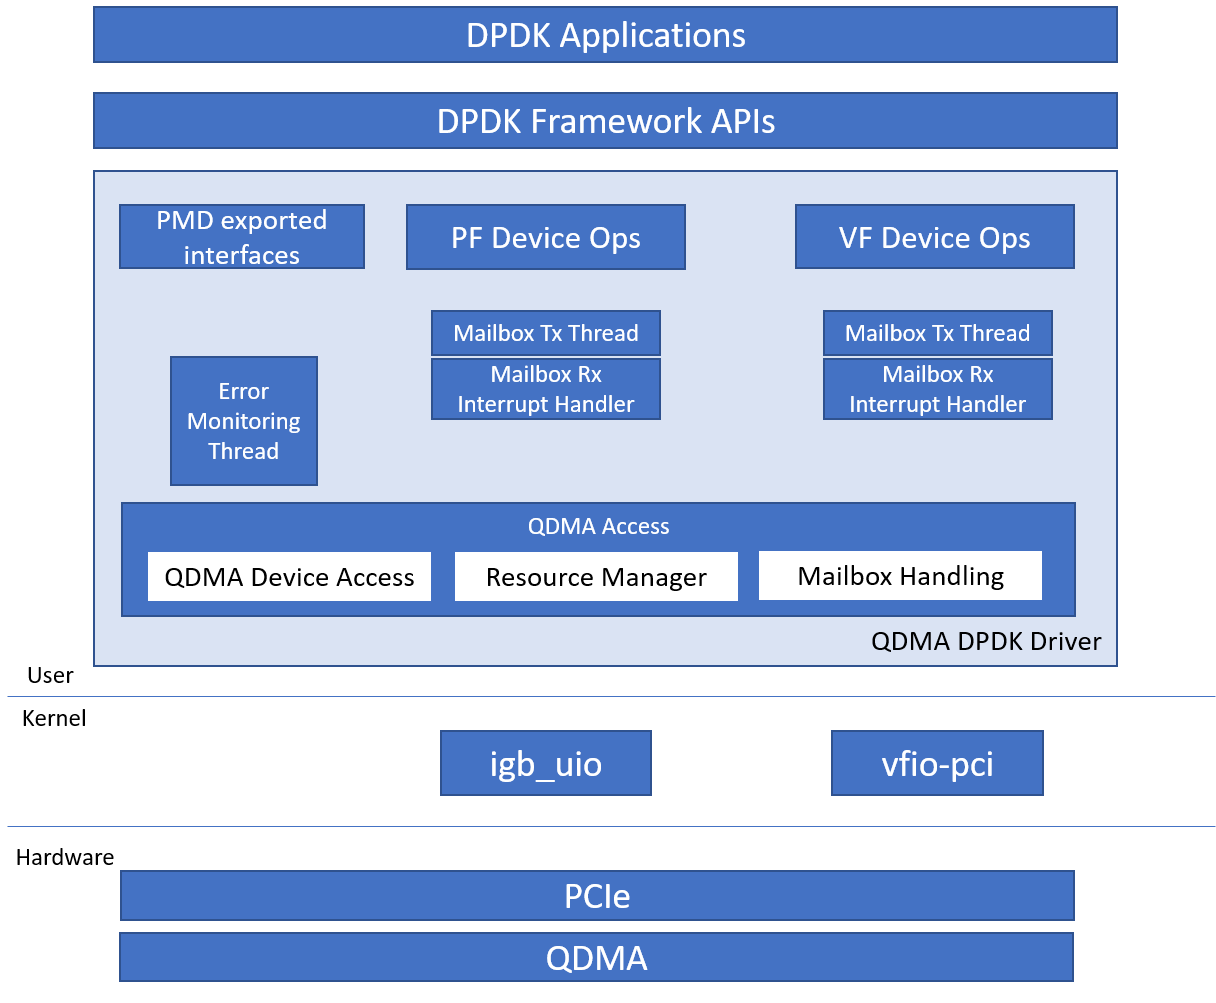 DPDK Applications
DPDK Framework APIs
PMD exported
interfaces
PF Device Ops
VF Device Ops
Mailbox Tx Thread
Mailbox Rx
Interrupt Handler
Mailbox Tx Thread
Mailbox Rx
Interrupt Handler
Error
Monitoring
Thread
QDMA Access
QDMA Device Access
Resource Manager
Mailbox Handling
QDMA DPDK Driver
User
Kernel
igb_uio
vfio-pci
Hardware
PCIe
QDMA